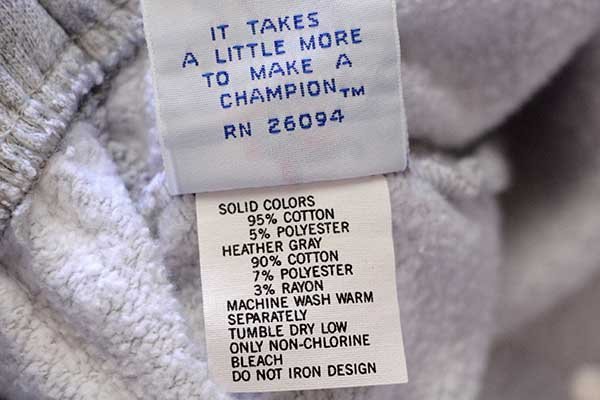 IT TAKES
A LITTLE MORE
TO MAKE A
CHAMPION™
RN 26094
SOLID COLORS
95% COTTON
5% POLYESTER
HEATHER GRAY
90% COTTON
7% POLYESTER
3% RAYON
MACHINE WASH WARM
SEPARATELY
TUMBLE DRY LOW
ONLY NON-CHLORINE
BLEACH
DO NOT IRON DESIGN